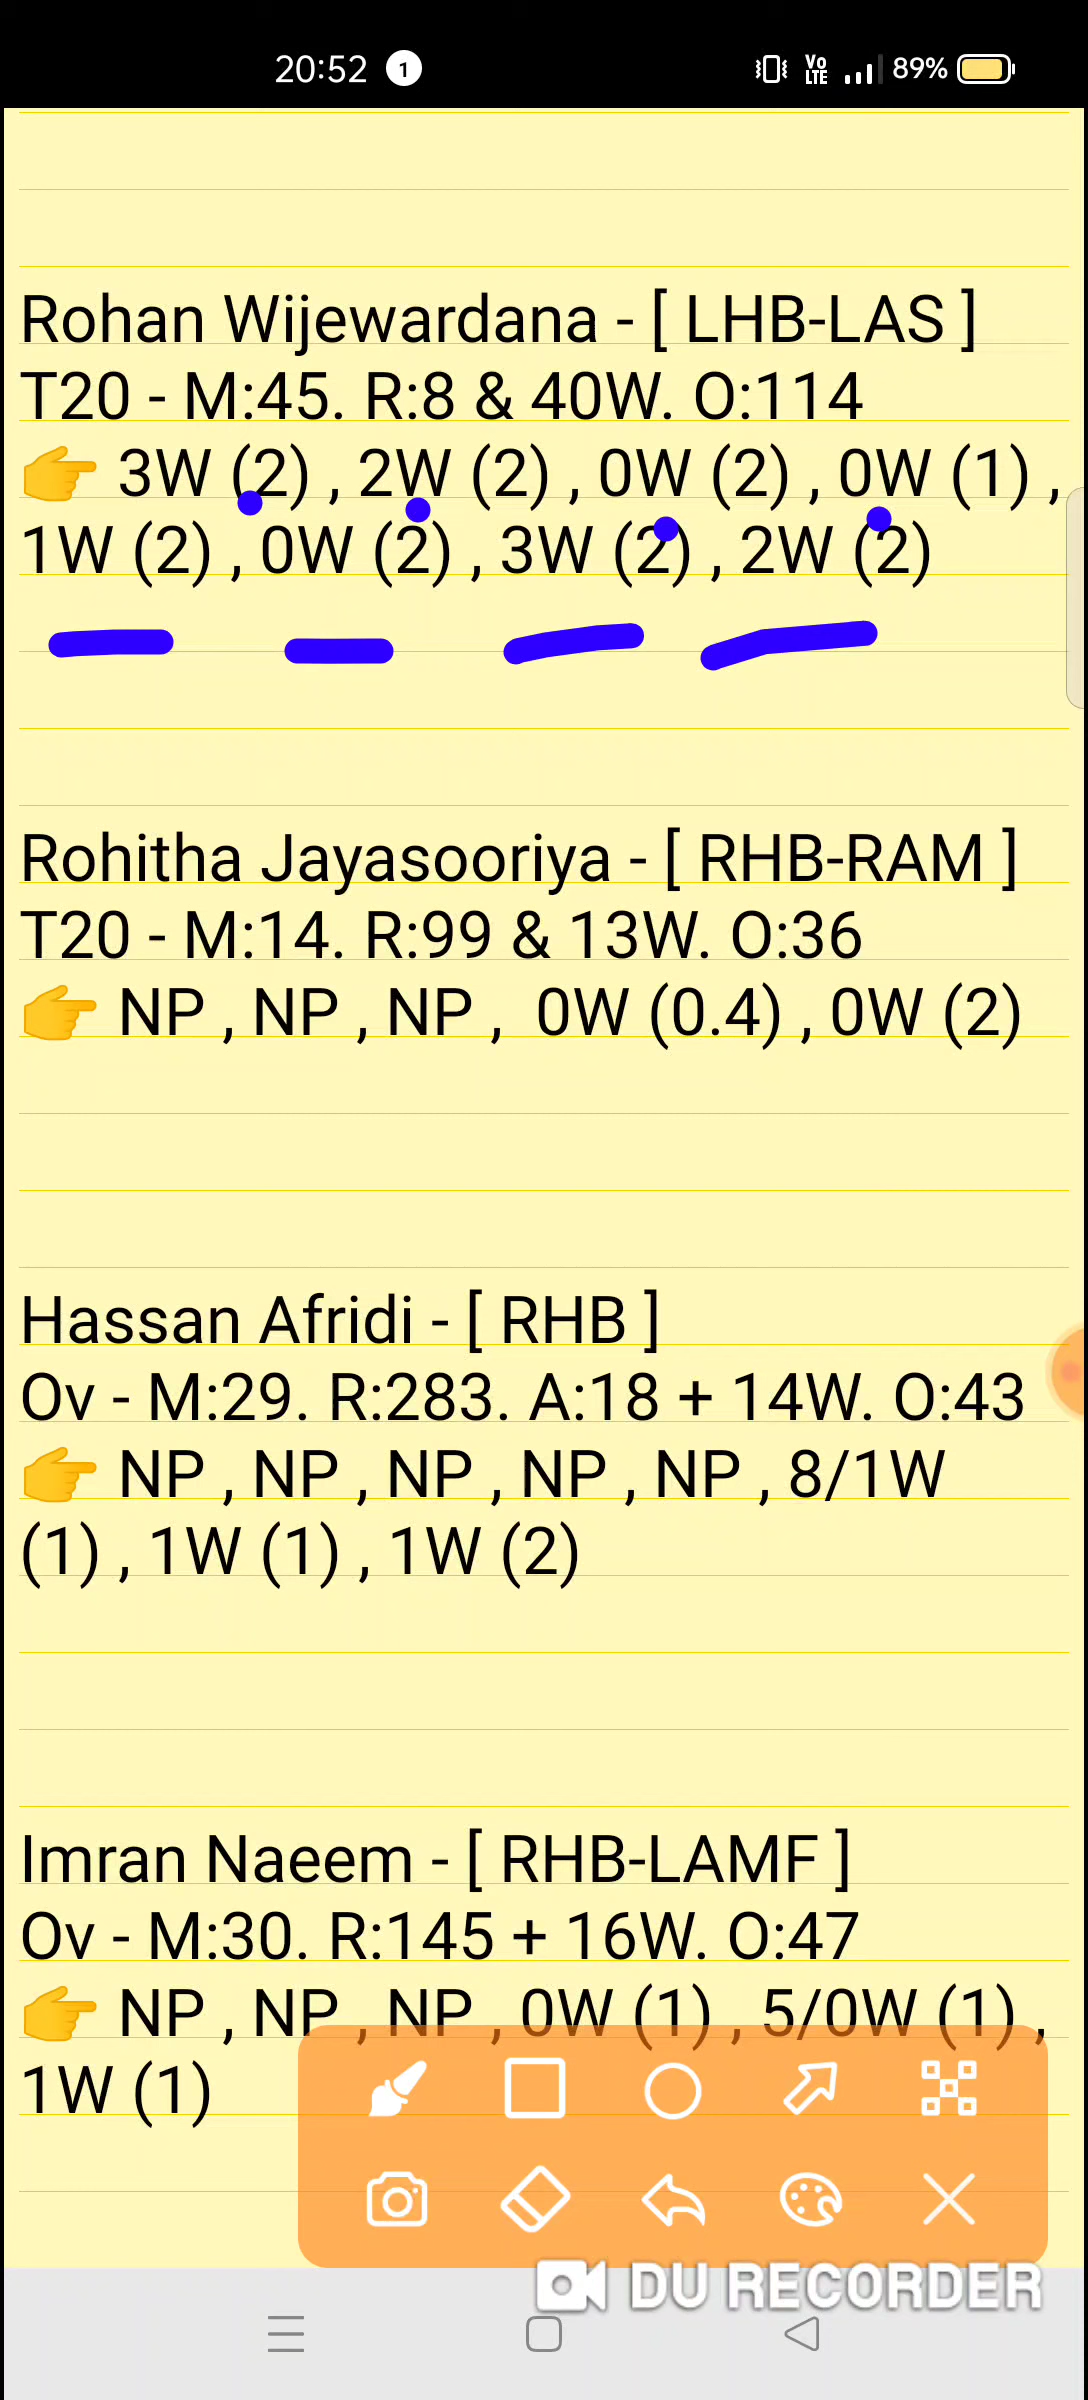 20:52 1 Vo LTE 89%
Rohan Wijewardana - [ LHB-LAS ]
T20 - M:45. R:8 & 40W. O:114
👉 3W (2) , 2W (2) , 0W (2) , 0W (1) ,
1W (2) , 0W (2) , 3W (2) , 2W (2)
Rohitha Jayasooriya - [ RHB-RAM ]
T20 - M:14. R:99 & 13W. O:36
👉 NP , NP , NP , 0W (0.4) , 0W (2)
Hassan Afridi - [ RHB ]
Ov - M:29. R:283. A:18 + 14W. O:43
👉 NP , NP , NP , NP , NP , 8/1W
(1) , 1W (1) , 1W (2)
Imran Naeem - [ RHB-LAMF ]
Ov - M:30. R:145 + 16W. O:47
👉 NP , NP , NP , 0W (1) , 5/0W (1) ,
1W (1)
DU RECORDER